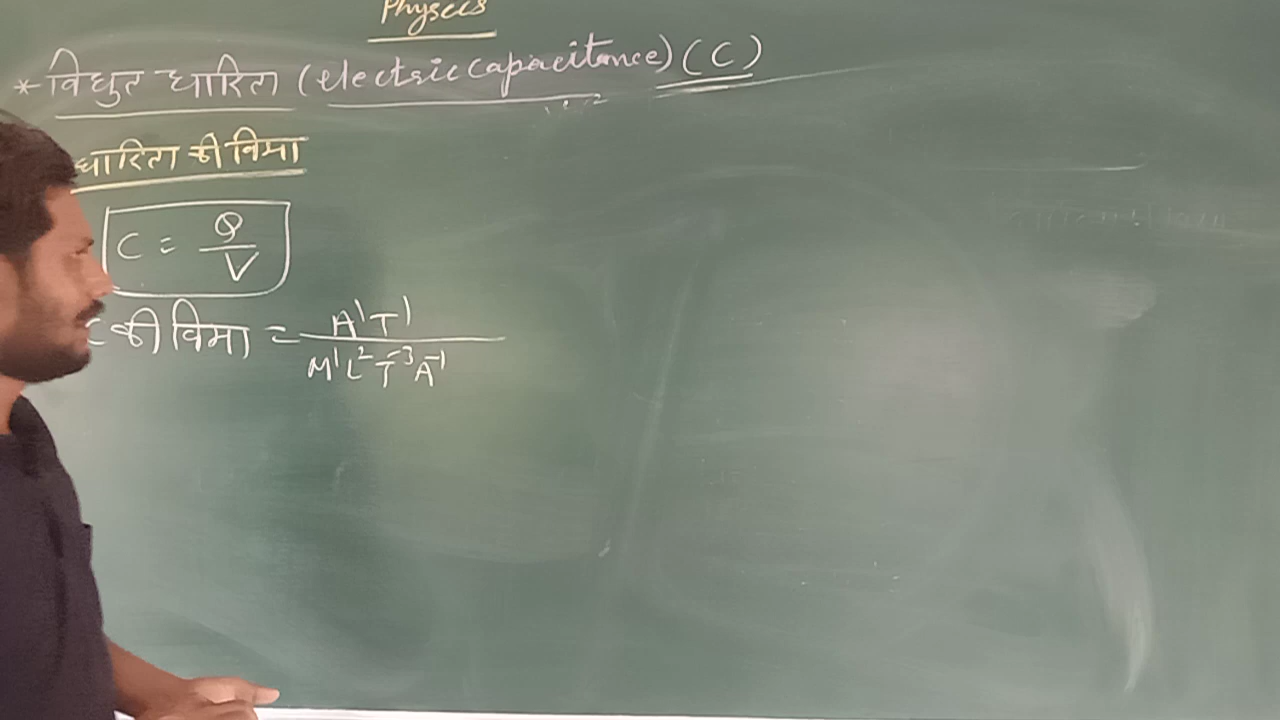 Physics
* विधुत धारिता (electric capacitance) (C)
धारिता की विमा
C = Q/V
C की विमा = A¹T¹/M¹L²T⁻³A⁻¹